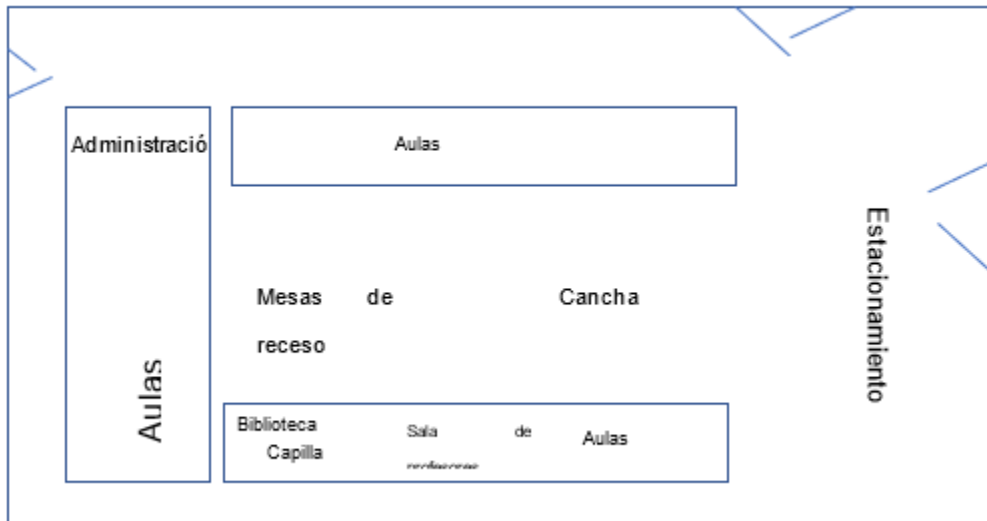 Administració
Aulas
Mesas de
receso
Cancha
Estacionamiento
Aulas
Biblioteca
Capilla
Sala de
Aulas